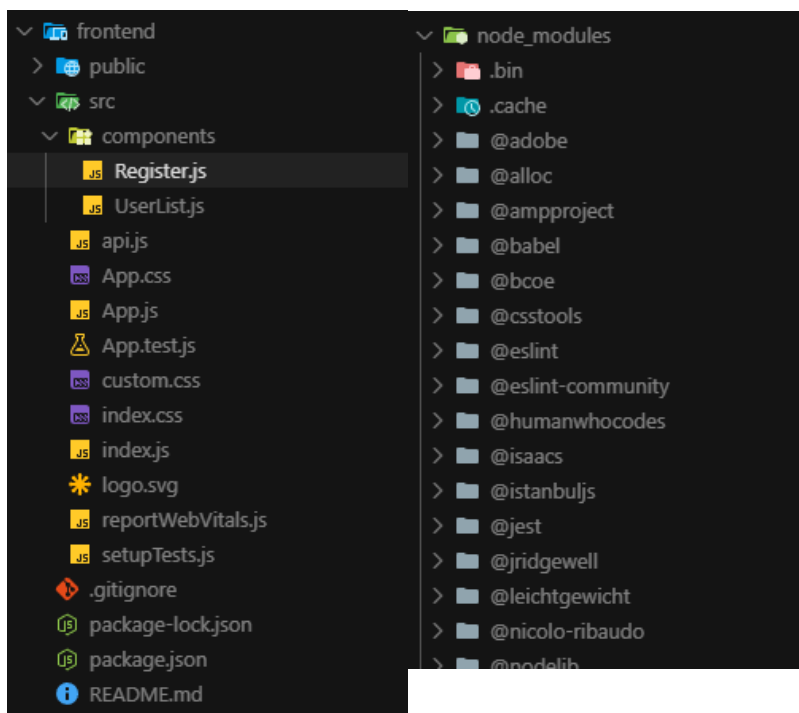 frontend
public
src
components
Register.js
UserList.js
api.js
App.css
App.js
App.test.js
custom.css
index.css
index.js
logo.svg
reportWebVitals.js
setupTests.js
.gitignore
package-lock.json
package.json
README.md
node_modules
.bin
.cache
@adobe
@alloc
@ampproject
@babel
@bcoe
@csstools
@eslint
@eslint-community
@humanwhocodes
@isaacs
@istanbuljs
@jest
@jridgewell
@leichtgewicht
@nicolo-ribaudo
@nodelib